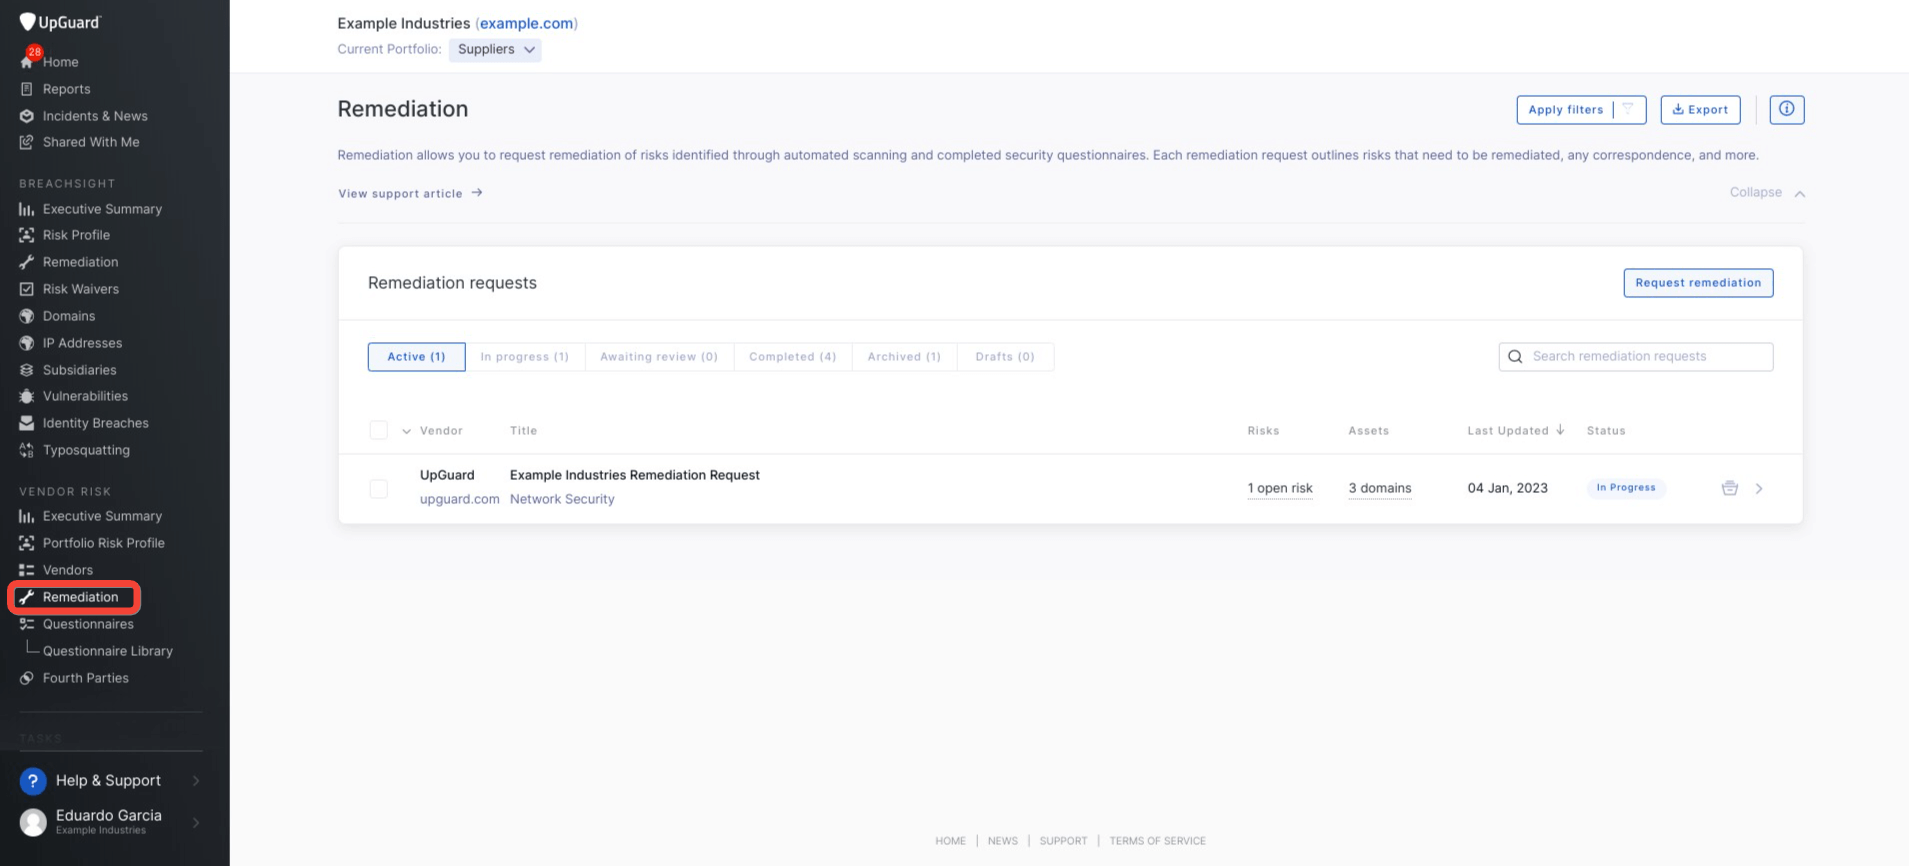 UpGuard
28
Home
Reports
Incidents & News
Shared With Me
BREACHSIGHT
Executive Summary
Risk Profile
Remediation
Risk Waivers
Domains
IP Addresses
Subsidiaries
Vulnerabilities
Identity Breaches
Typosquatting
VENDOR RISK
Executive Summary
Portfolio Risk Profile
Vendors
Remediation
Questionnaires
Questionnaire Library
Fourth Parties
TASKS
? Help & Support
Eduardo Garcia
Example Industries
Example Industries (example.com)
Current Portfolio: Suppliers
Remediation
Apply filters Export
Remediation allows you to request remediation of risks identified through automated scanning and completed security questionnaires. Each remediation request outlines risks that need to be remediated, any correspondence, and more.
View support article → Collapse
Remediation requests Request remediation
Active (1) In progress (1) Awaiting review (0) Completed (4) Archived (1) Drafts (0) Search remediation requests
Vendor Title Risks Assets Last Updated ↓ Status
UpGuard Example Industries Remediation Request
upguard.com Network Security
1 open risk 3 domains 04 Jan, 2023 In Progress
HOME | NEWS | SUPPORT | TERMS OF SERVICE